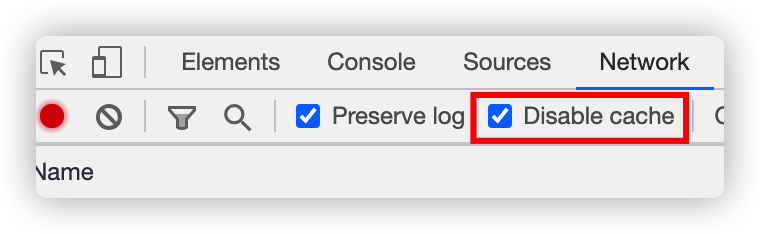 Elements Console Sources Network
Preserve log Disable cache
Name